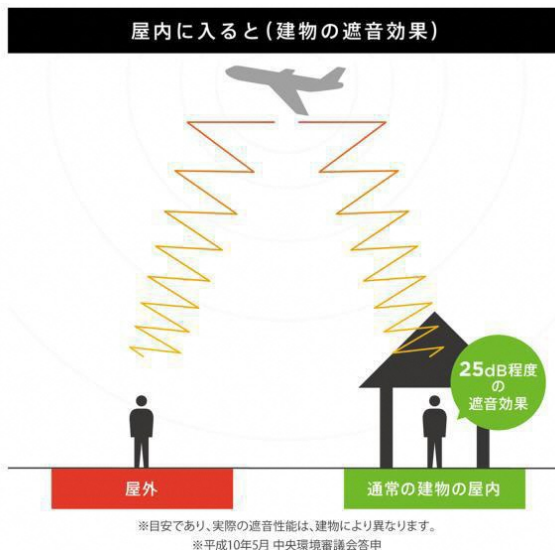 屋内に入ると(建物の遮音効果)
25dB程度
の
遮音効果
屋外
通常の建物の屋内
※目安であり、実際の遮音性能は、建物により異なります。
※平成10年5月 中央環境審議会答申